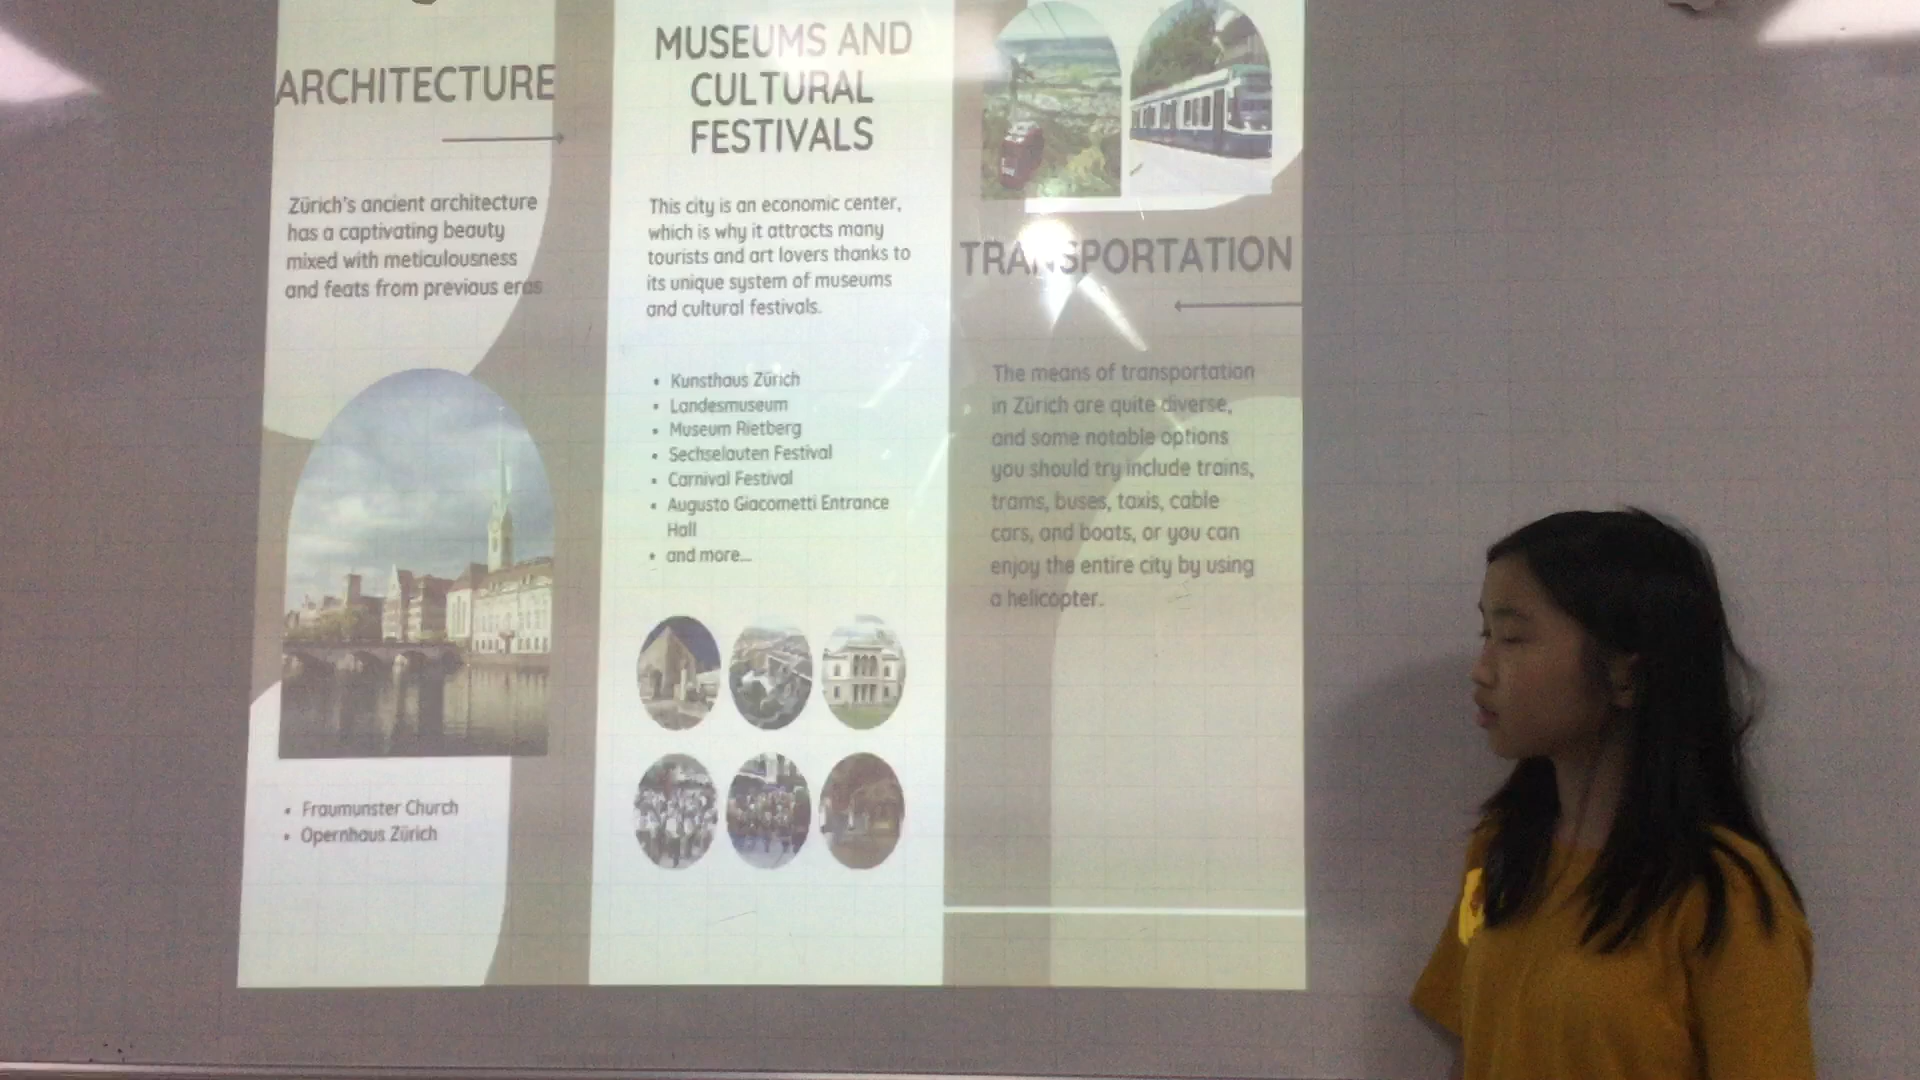 ARCHITECTURE
Zürich's ancient architecture
has a captivating beauty
mixed with meticulousness
and feats from previous eras
• Fraumunster Church
• Opernhaus Zürich
MUSEUMS AND
CULTURAL
FESTIVALS
This city is an economic center,
which is why it attracts many
tourists and art lovers thanks to
its unique system of museums
and cultural festivals.
• Kunsthaus Zürich
• Landesmuseum
• Museum Rietberg
• Sechselauten Festival
• Carnival Festival
• Augusto Giacometti Entrance
Hall
• and more...
TRANSPORTATION
The means of transportation
in Zürich are quite diverse,
and some notable options
you should try include trains,
trams, buses, taxis, cable
cars, and boats, or you can
enjoy the entire city by using
a helicopter.